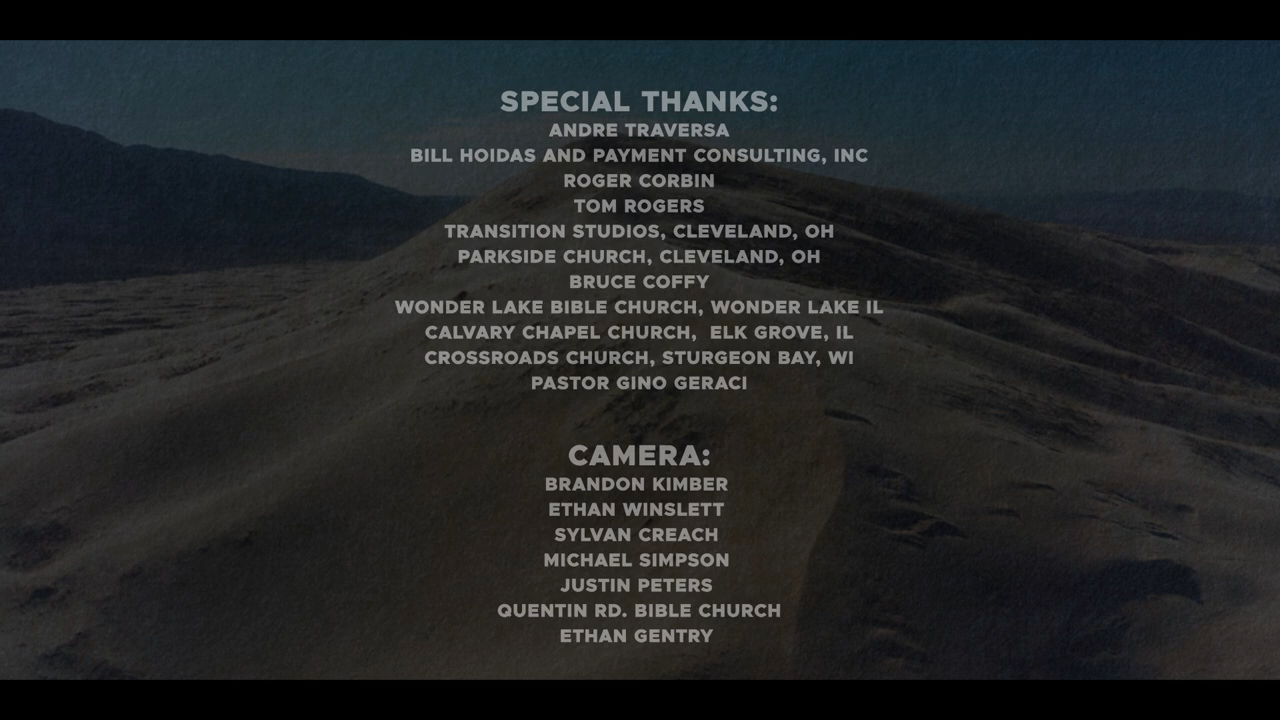 SPECIAL THANKS:
ANDRE TRAVERSA
BILL HOIDAS AND PAYMENT CONSULTING, INC
ROGER CORBIN
TOM ROGERS
TRANSITION STUDIOS, CLEVELAND, OH
PARKSIDE CHURCH, CLEVELAND, OH
BRUCE COFFY
WONDER LAKE BIBLE CHURCH, WONDER LAKE IL
CALVARY CHAPEL CHURCH,  ELK GROVE, IL
CROSSROADS CHURCH, STURGEON BAY, WI
PASTOR GINO GERACI
CAMERA:
BRANDON KIMBER
ETHAN WINSLETT
SYLVAN CREACH
MICHAEL SIMPSON
JUSTIN PETERS
QUENTIN RD. BIBLE CHURCH
ETHAN GENTRY